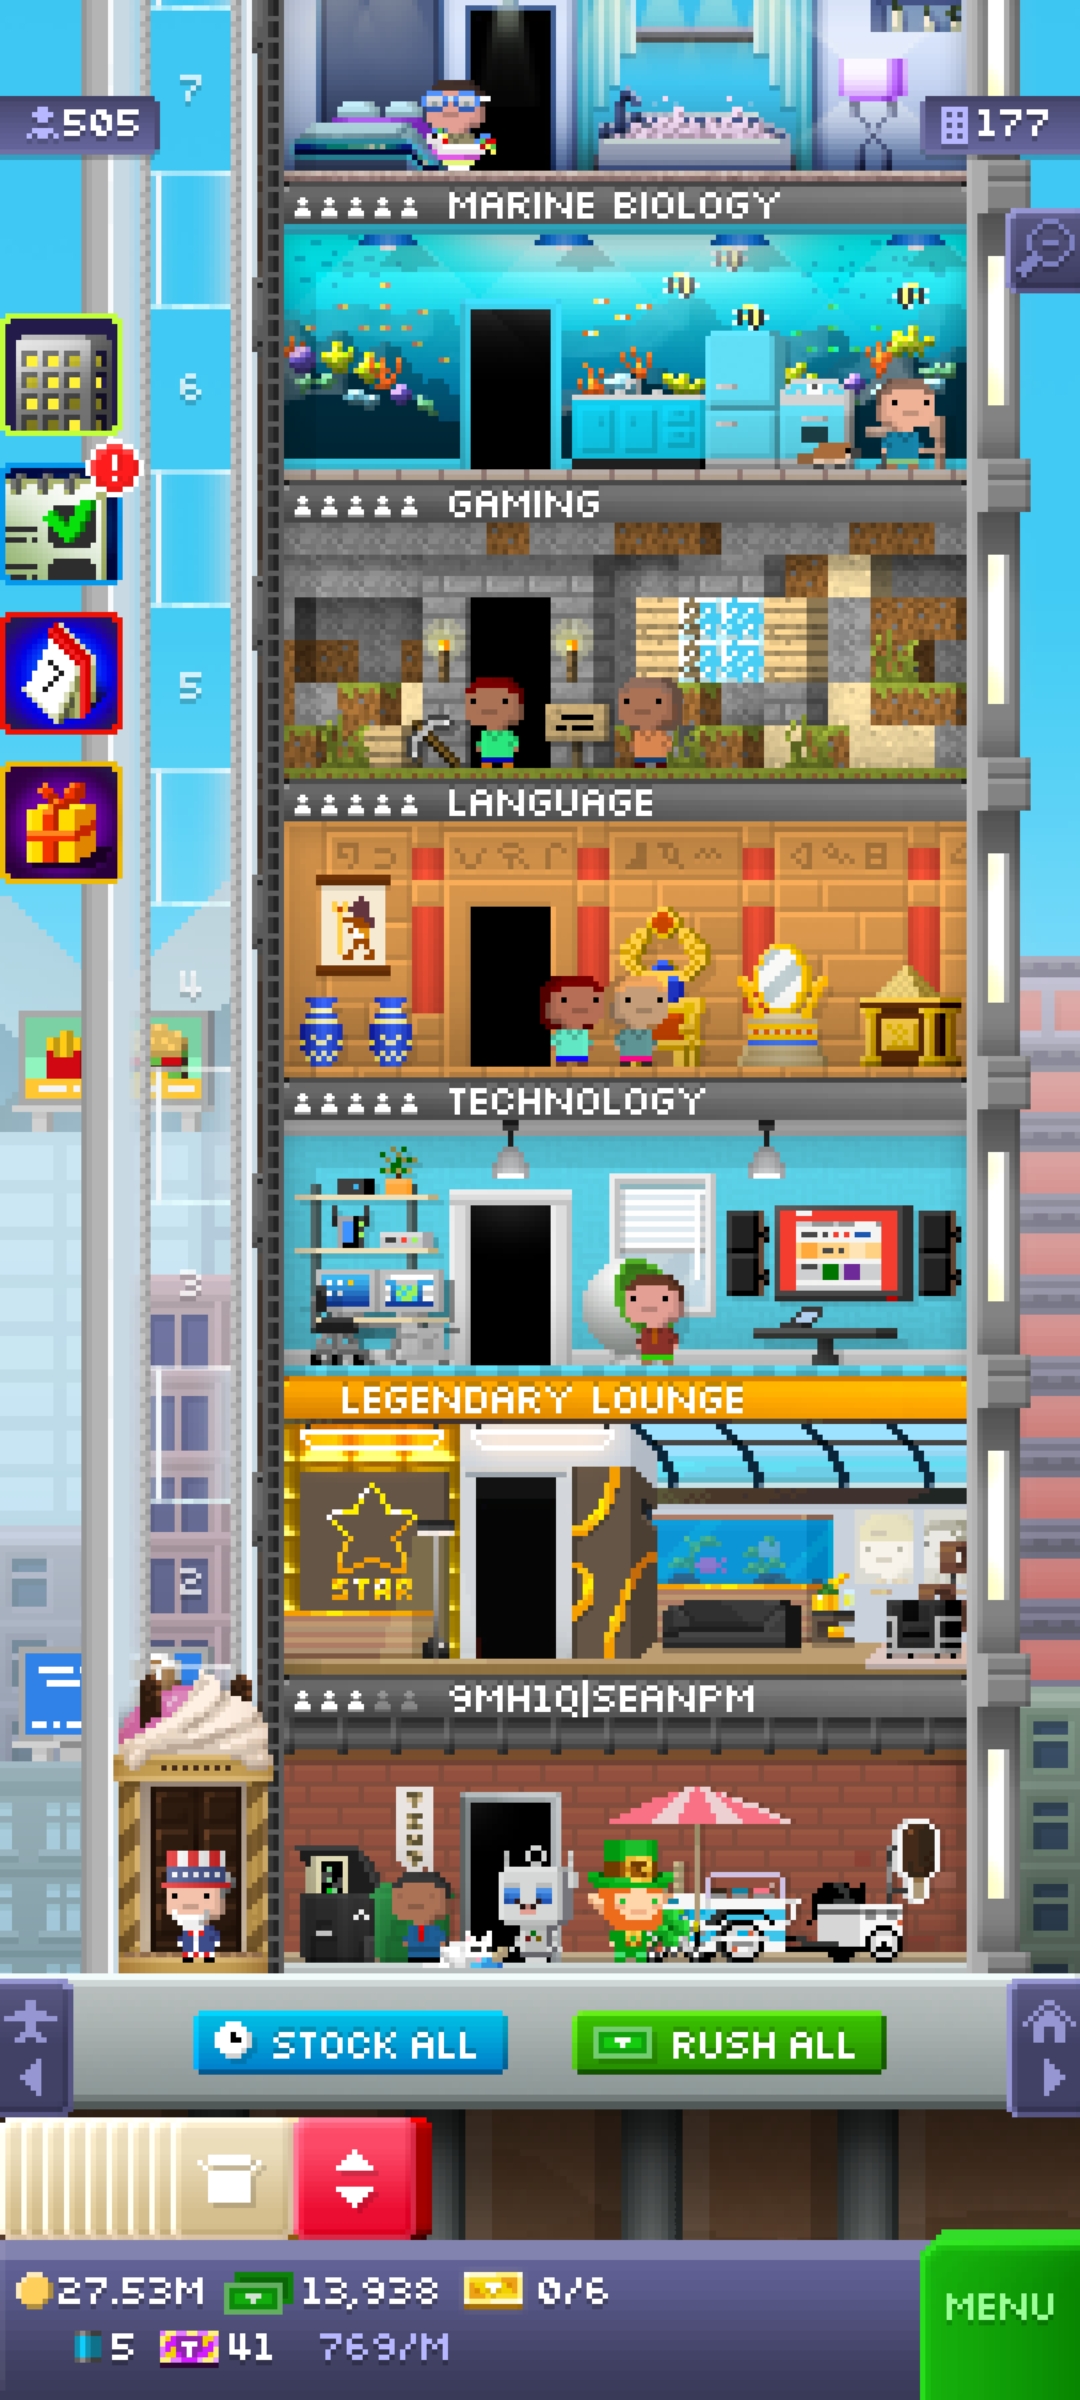 7
505
177
MARINE BIOLOGY
6
GAMING
5
LANGUAGE
4
TECHNOLOGY
3
LEGENDARY LOUNGE
STAR
2
9MH1Q|SEANPM
TINY
STOCK ALL
RUSH ALL
27.53M 13,938 0/6
MENU
5 41 769/M